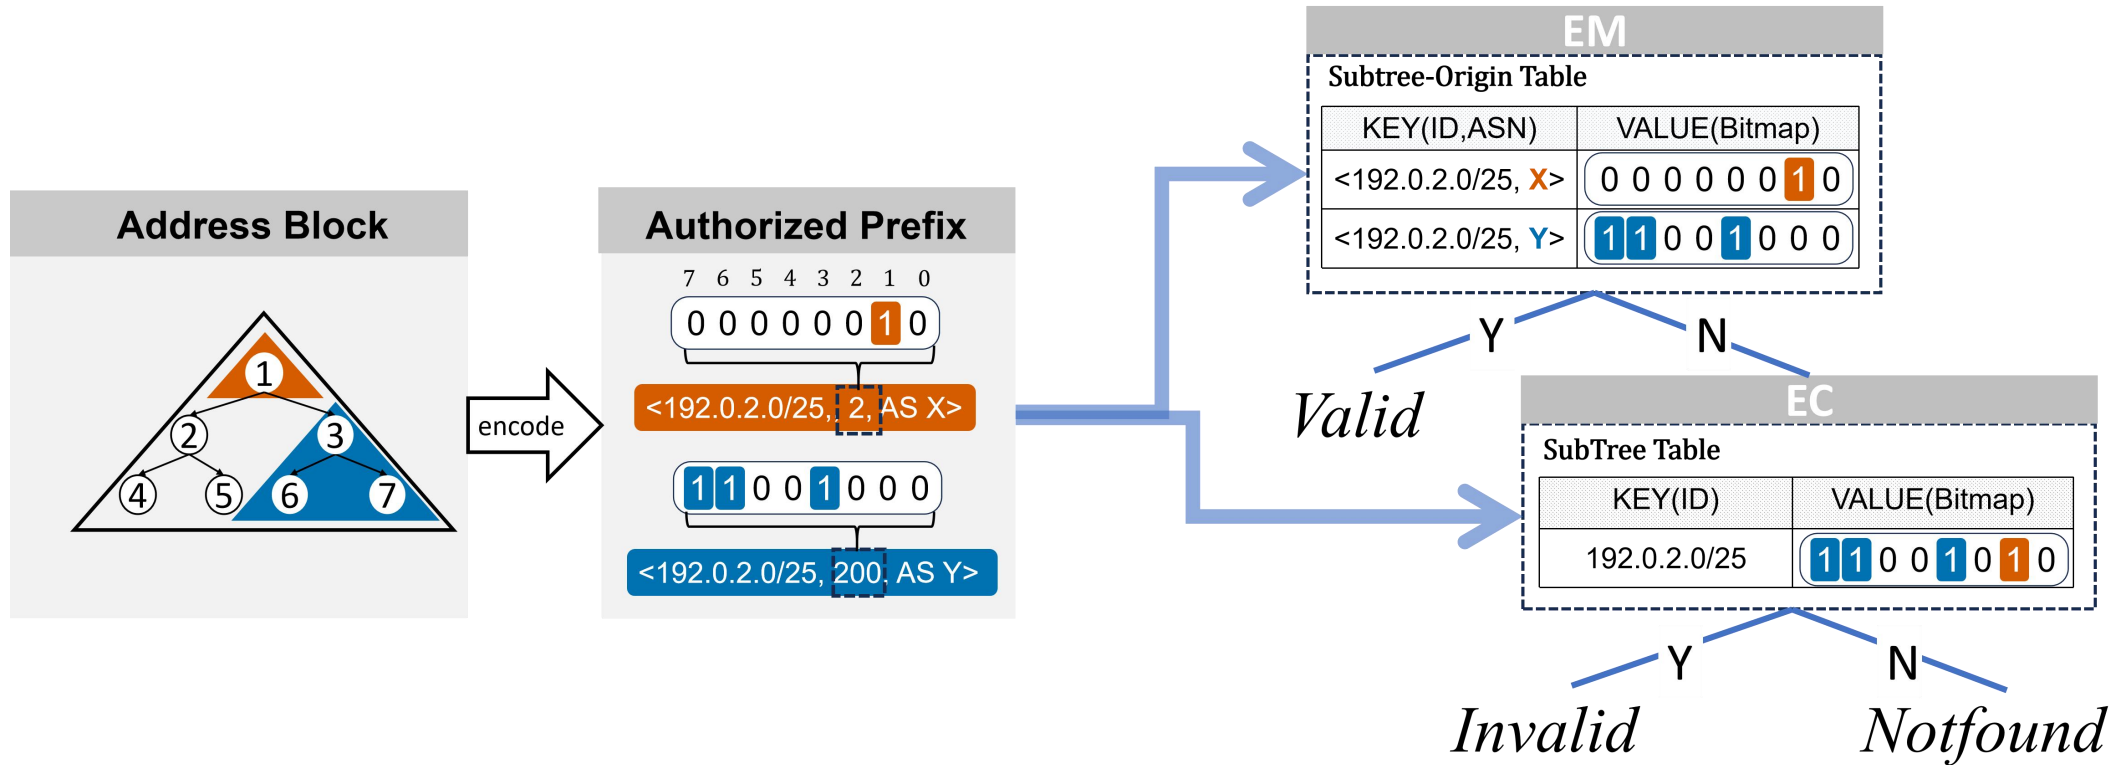 Address Block
1
2 3
4 5 6 7
encode
Authorized Prefix
7 6 5 4 3 2 1 0
0 0 0 0 0 0 1 0
<192.0.2.0/25, 2, AS X>
1 1 0 0 1 0 0 0
<192.0.2.0/25, 200, AS Y>
EM
Subtree-Origin Table
KEY(ID,ASN) VALUE(Bitmap)
<192.0.2.0/25, X> 0 0 0 0 0 0 1 0
<192.0.2.0/25, Y> 1 1 0 0 1 0 0 0
Y N
Valid
EC
SubTree Table
KEY(ID) VALUE(Bitmap)
192.0.2.0/25 1 1 0 0 1 0 1 0
Y N
Invalid Notfound